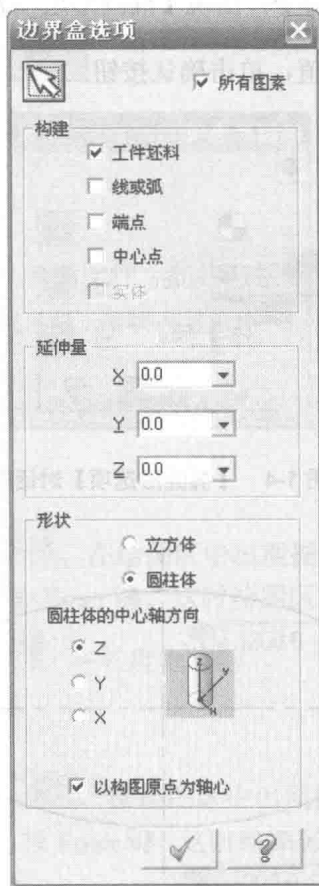 边界盒选项
所有图素
构建
工件坯料
线或弧
端点
中心点
实体
延伸量
X 0.0
Y 0.0
Z 0.0
形状
立方体
圆柱体
圆柱体的中心轴方向
Z
Y
X
以构图原点为轴心